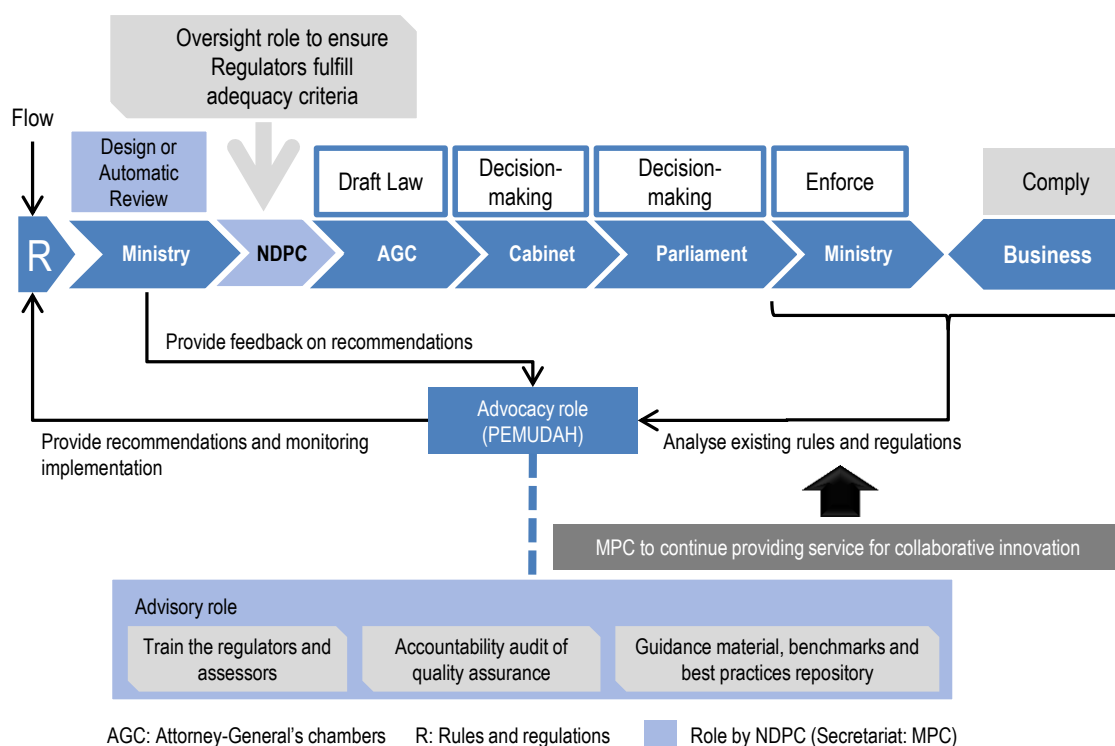 Oversight role to ensure
Regulators fulfill
adequacy criteria
Flow
Design or
Automatic
Review
Draft Law
Decision-
making
Decision-
making
Enforce
Comply
R
Ministry
NDPC
AGC
Cabinet
Parliament
Ministry
Business
Provide feedback on recommendations
Advocacy role
(PEMUDAH)
Provide recommendations and monitoring
implementation
Analyse existing rules and regulations
MPC to continue providing service for collaborative innovation
Advisory role
Train the regulators and
assessors
Accountability audit of
quality assurance
Guidance material, benchmarks and
best practices repository
AGC: Attorney-General's chambers
R: Rules and regulations
Role by NDPC (Secretariat: MPC)